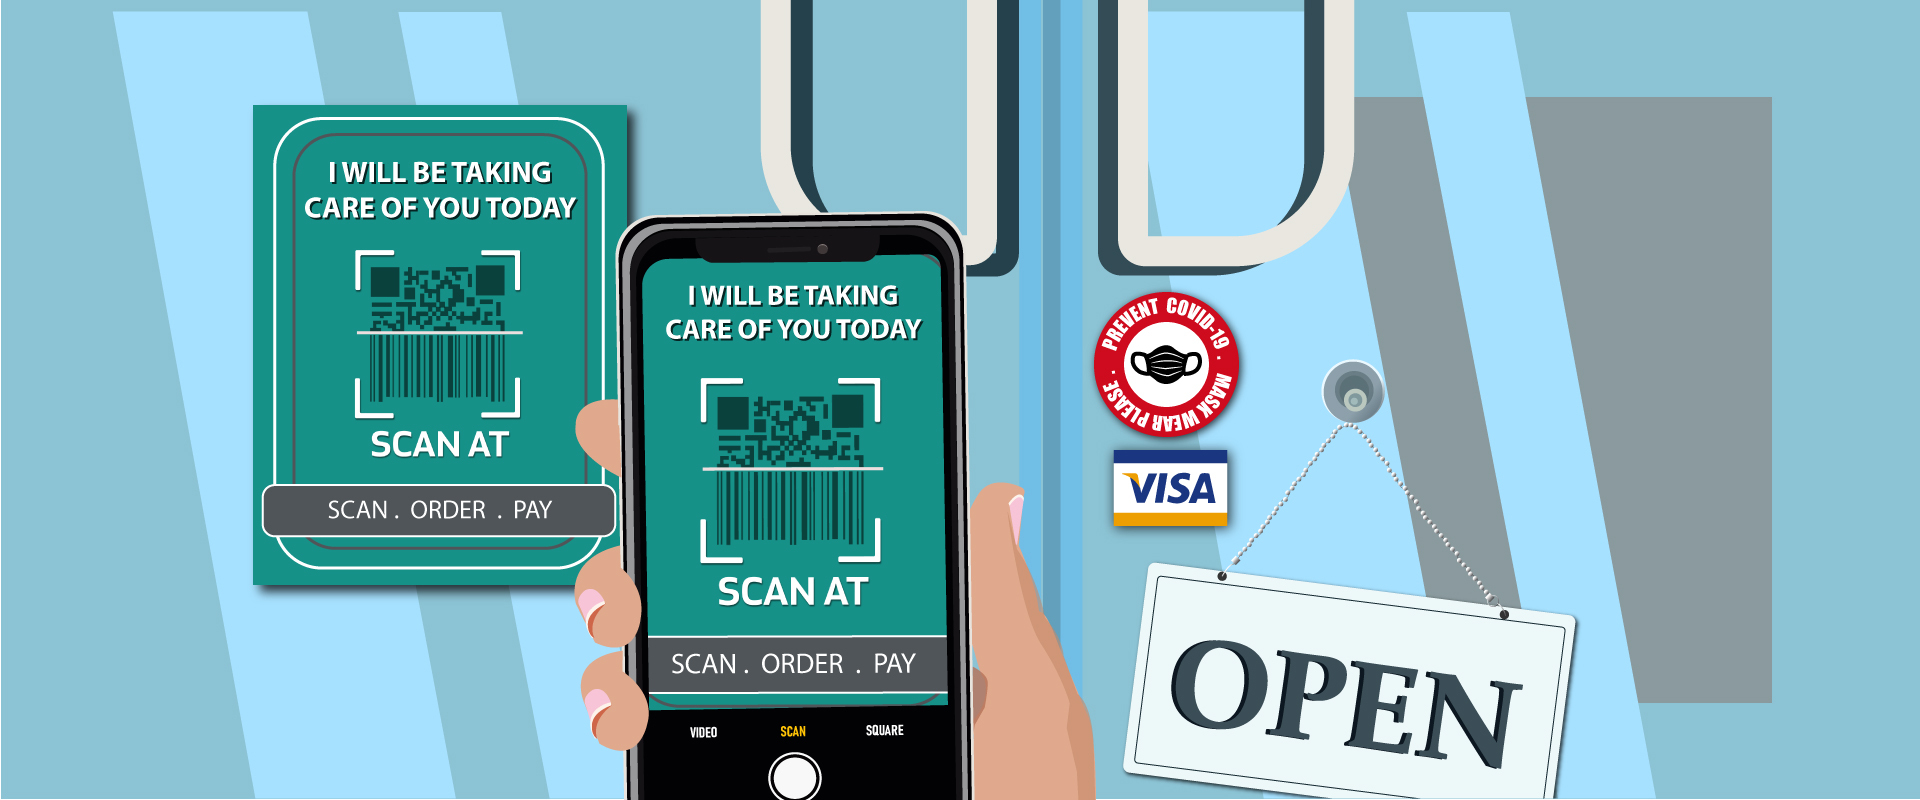 I WILL BE TAKING
CARE OF YOU TODAY
SCAN AT
SCAN . ORDER . PAY
I WILL BE TAKING
CARE OF YOU TODAY
SCAN AT
SCAN . ORDER . PAY
VIDEO SCAN SQUARE
PREVENT COVID-19 ·
MASK WEAR PLEASE ·
VISA
OPEN